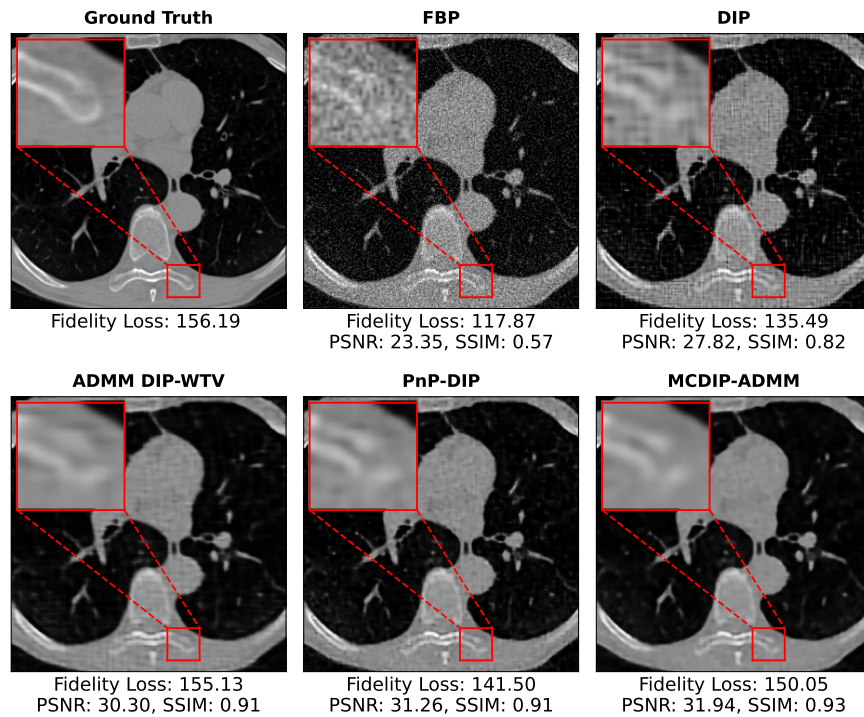 Ground Truth
FBP
DIP
Fidelity Loss: 156.19
Fidelity Loss: 117.87
PSNR: 23.35, SSIM: 0.57
Fidelity Loss: 135.49
PSNR: 27.82, SSIM: 0.82
ADMM DIP-WTV
PnP-DIP
MCDIP-ADMM
Fidelity Loss: 155.13
PSNR: 30.30, SSIM: 0.91
Fidelity Loss: 141.50
PSNR: 31.26, SSIM: 0.91
Fidelity Loss: 150.05
PSNR: 31.94, SSIM: 0.93